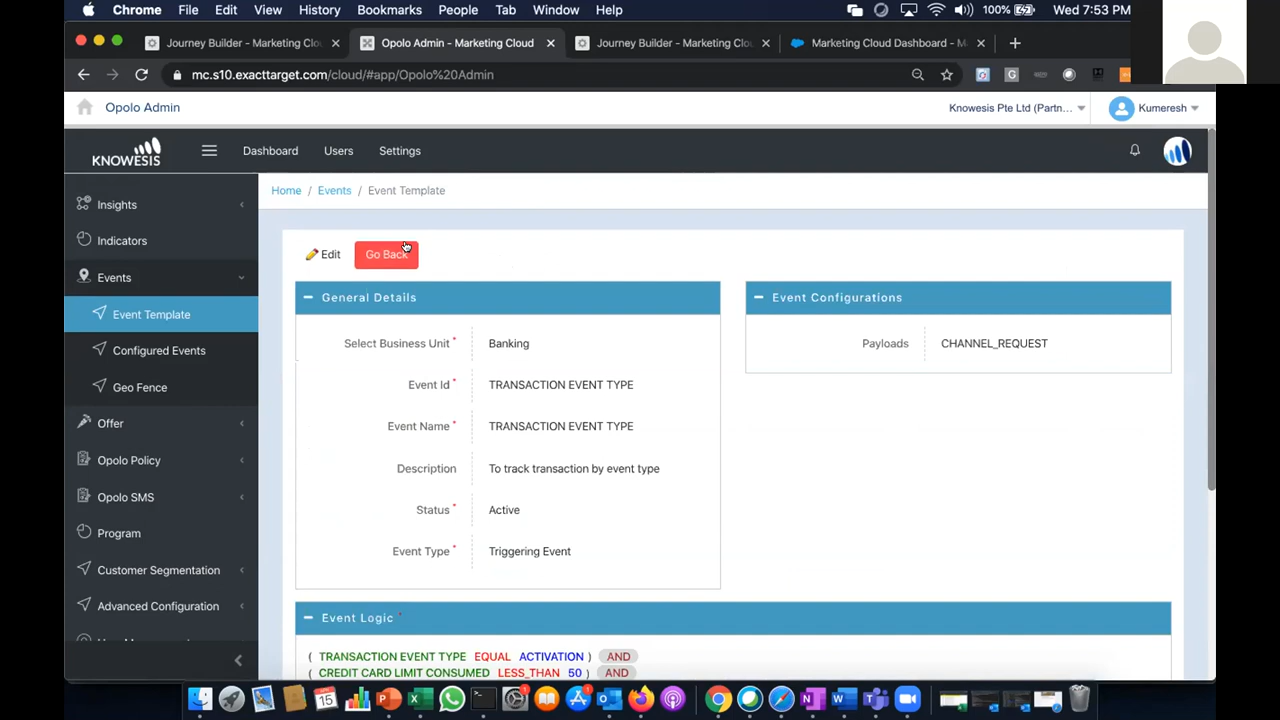 Chrome File Edit View History Bookmarks People Tab Window Help 100% Wed 7:53 PM
Journey Builder - Marketing Clo Opolo Admin - Marketing Cloud Journey Builder - Marketing Clo Marketing Cloud Dashboard - M
mc.s10.exacttarget.com/cloud/#app/Opolo%20Admin
Opolo Admin Knowesis Pte Ltd (Partn... Kumeresh
KNOWESIS Dashboard Users Settings
Home / Events / Event Template
Insights
Indicators
Events
Event Template
Configured Events
Geo Fence
Offer
Opolo Policy
Opolo SMS
Program
Customer Segmentation
Advanced Configuration
Edit Go Back
General Details
Select Business Unit* Banking
Event Id* TRANSACTION EVENT TYPE
Event Name* TRANSACTION EVENT TYPE
Description To track transaction by event type
Status* Active
Event Type* Triggering Event
Event Configurations
Payloads CHANNEL_REQUEST
Event Logic *
( TRANSACTION EVENT TYPE EQUAL ACTIVATION ) AND
( CREDIT CARD LIMIT CONSUMED LESS_THAN 50 ) AND